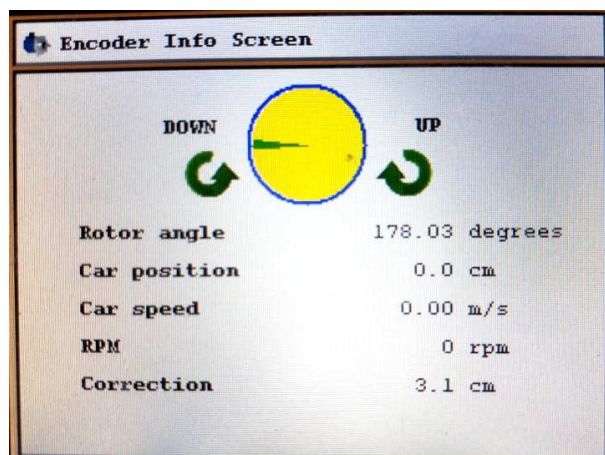 Encoder Info Screen
DOWN UP
Rotor angle 178.03 degrees
Car position 0.0 cm
Car speed 0.00 m/s
RPM 0 rpm
Correction 3.1 cm